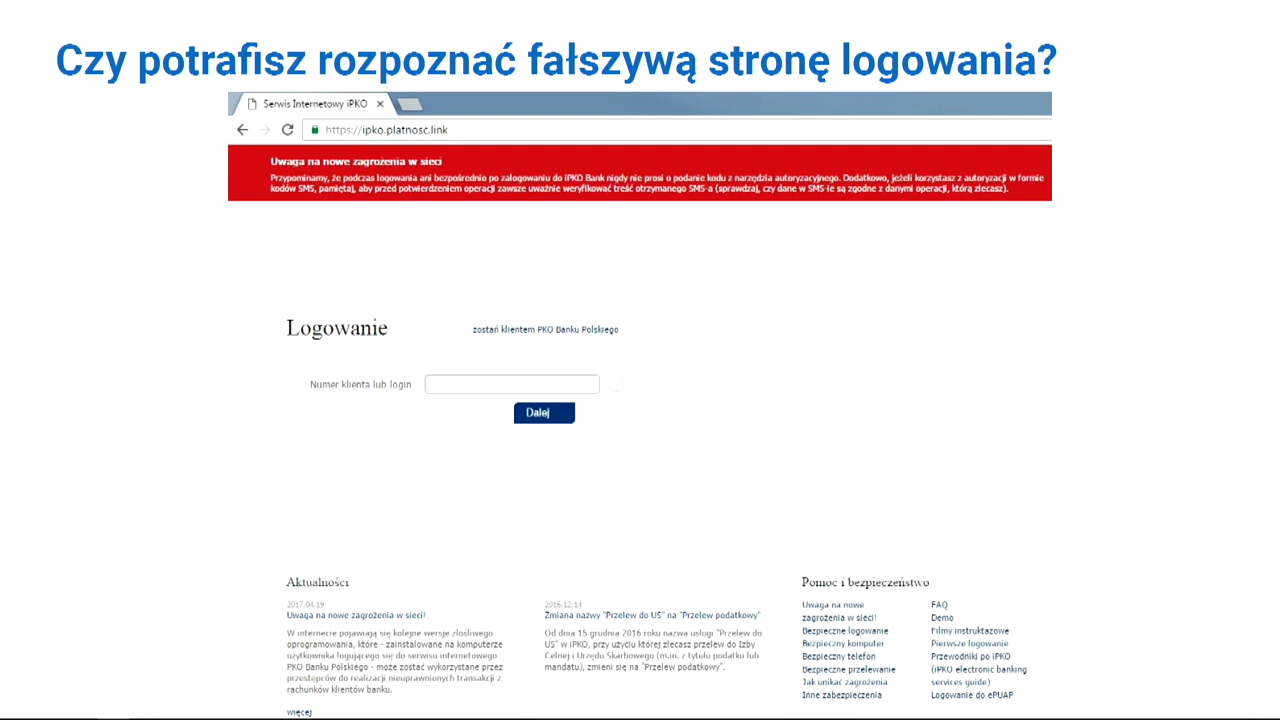 Czy potrafisz rozpoznać fałszywą stronę logowania?
Serwis Internetowy iPKO
https://ipko.platnosc.link
Uwaga na nowe zagrożenia w sieci
Przypominamy, że podczas logowania ani bezpośrednio po zalogowaniu do iPKO Bank nigdy nie prosi o podanie kodu z narzędzia autoryzacyjnego. Dodatkowo, jeżeli korzystasz z autoryzacji w formie
kodów SMS, pamiętaj, aby przed potwierdzeniem operacji zawsze uważnie weryfikować treść otrzymanego SMS-a (sprawdzaj, czy dane w SMS-ie są zgodne z danymi operacji, którą zlecasz).
Logowanie
zostań klientem PKO Banku Polskiego
Numer klienta lub login
Dalej
Aktualności
2017.04.19
Uwaga na nowe zagrożenia w sieci!
W internecie pojawiają się kolejne wersje złośliwego
oprogramowania, które - zainstalowane na komputerze
użytkownika logującego się do serwisu internetowego
PKO Banku Polskiego - może zostać wykorzystane przez
przestępców do realizacji nieuprawnionych transakcji z
rachunków klientów banku.
więcej
2016.12.14
Zmiana nazwy "Przelew do US" na "Przelew podatkowy"
Od dnia 15 grudnia 2016 roku nazwa usługi "Przelew do
US" w iPKO, przy użyciu której zlecasz przelew do Izby
Celnej i Urzędu Skarbowego (m.in. z tytułu podatku lub
mandatu), zmieni się na "Przelew podatkowy".
Pomoc i bezpieczeństwo
Uwaga na nowe
zagrożenia w sieci!
Bezpieczne logowanie
Bezpieczny komputer
Bezpieczny telefon
Bezpieczne przelewanie
Jak unikać zagrożenia
Inne zabezpieczenia
FAQ
Demo
Filmy instruktażowe
Pierwsze logowanie
Przewodniki po iPKO
(iPKO electronic banking
services guide)
Logowanie do ePUAP